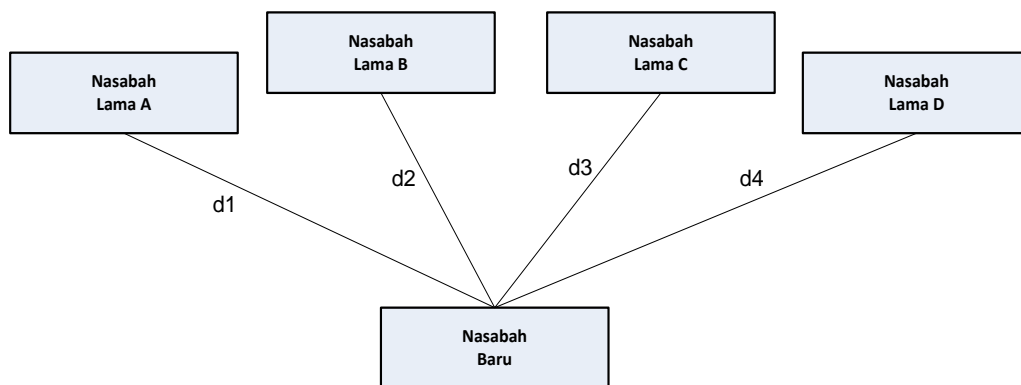 Nasabah
Lama A
Nasabah
Lama B
Nasabah
Lama C
Nasabah
Lama D
d1
d2
d3
d4
Nasabah
Baru